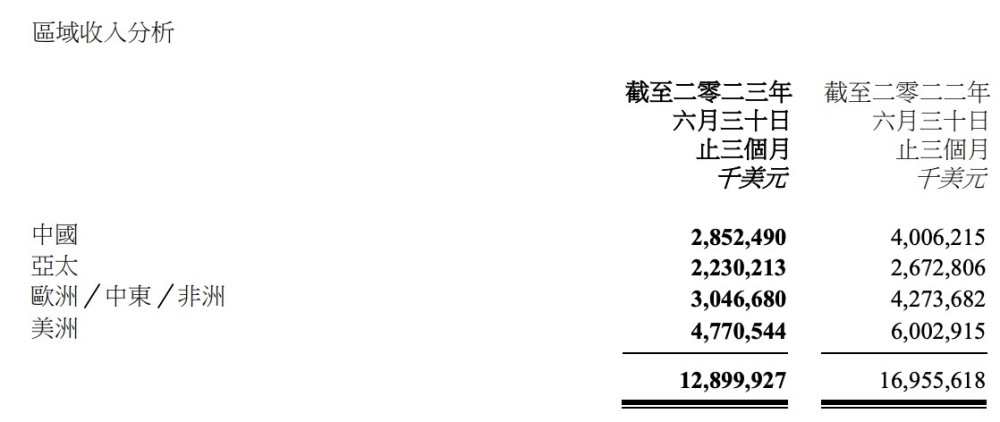 區域收入分析
截至二零二三年 截至二零二二年
六月三十日 六月三十日
止三個月 止三個月
千美元 千美元
中國 2,852,490 4,006,215
亞太 2,230,213 2,672,806
歐洲／中東／非洲 3,046,680 4,273,682
美洲 4,770,544 6,002,915
12,899,927 16,955,618